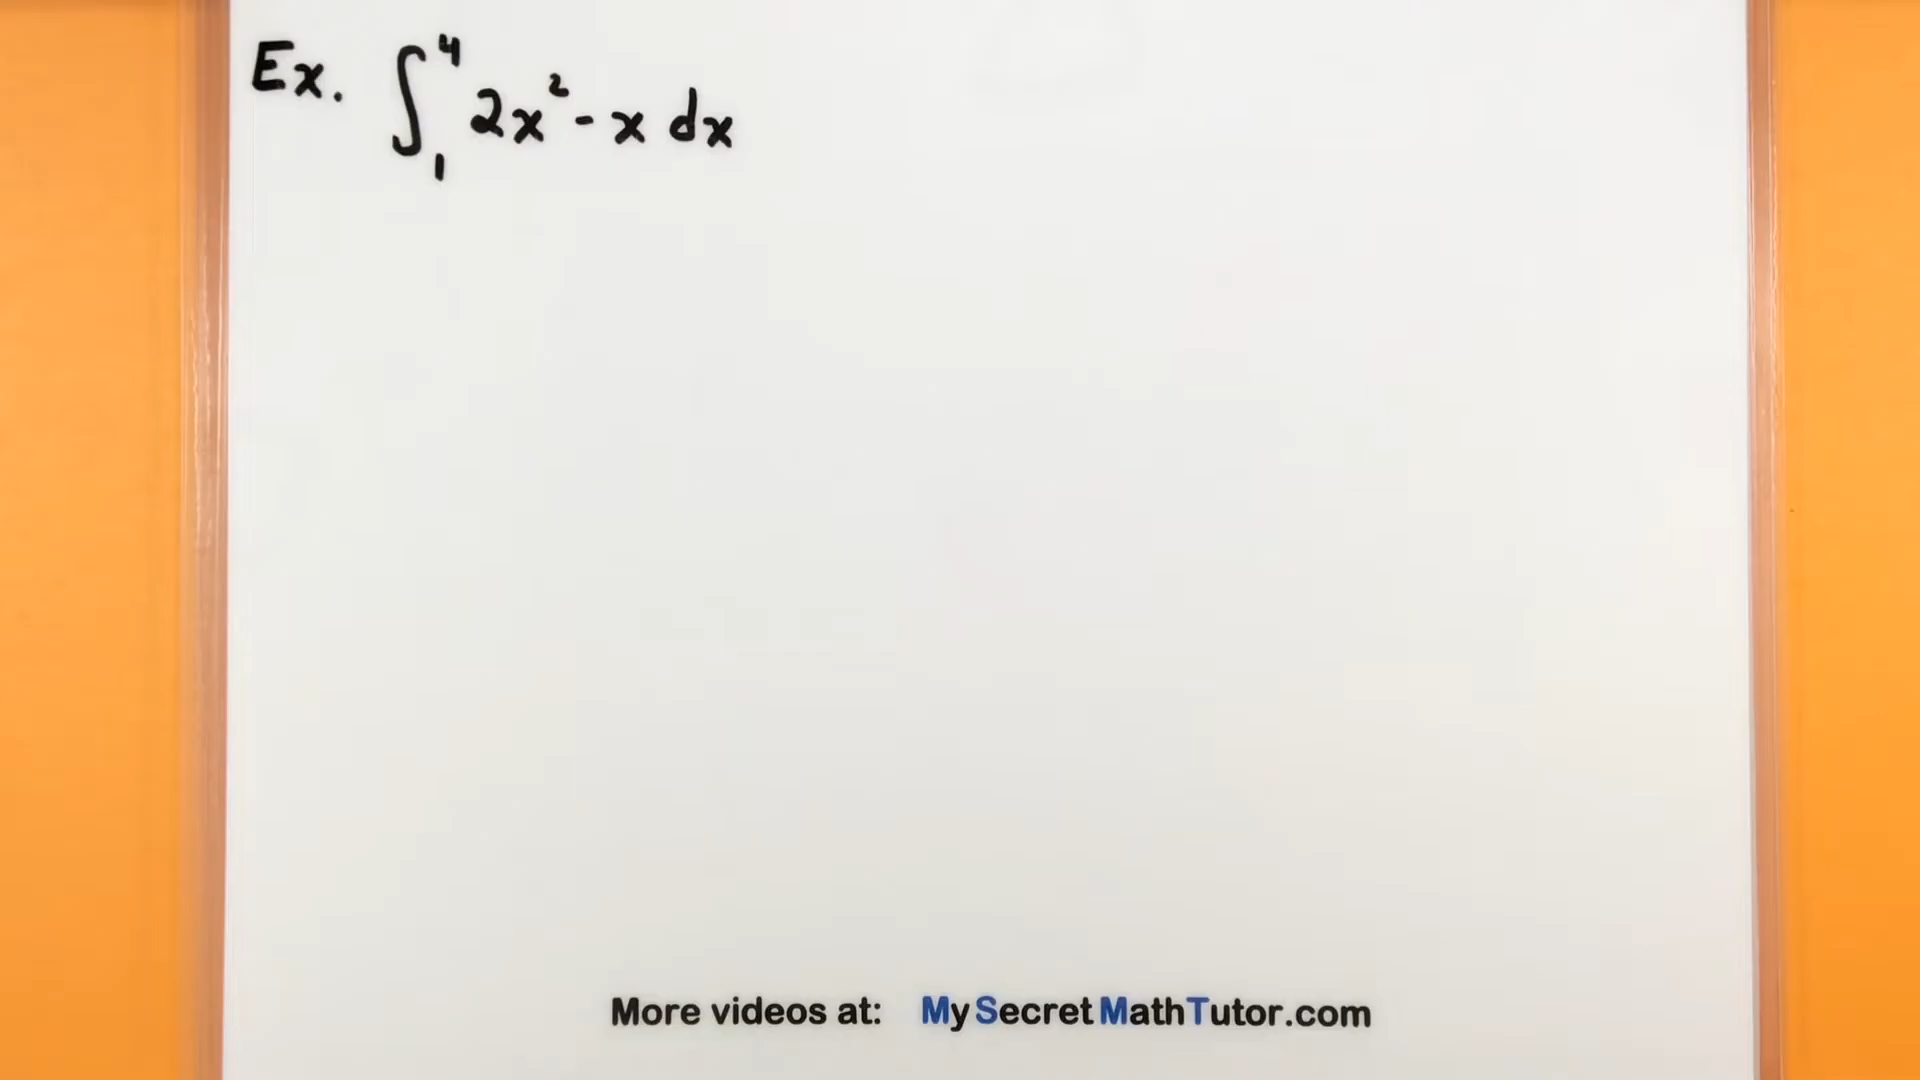 Ex. ∫₁⁴ 2x² - x dx
More videos at: MySecretMathTutor.com